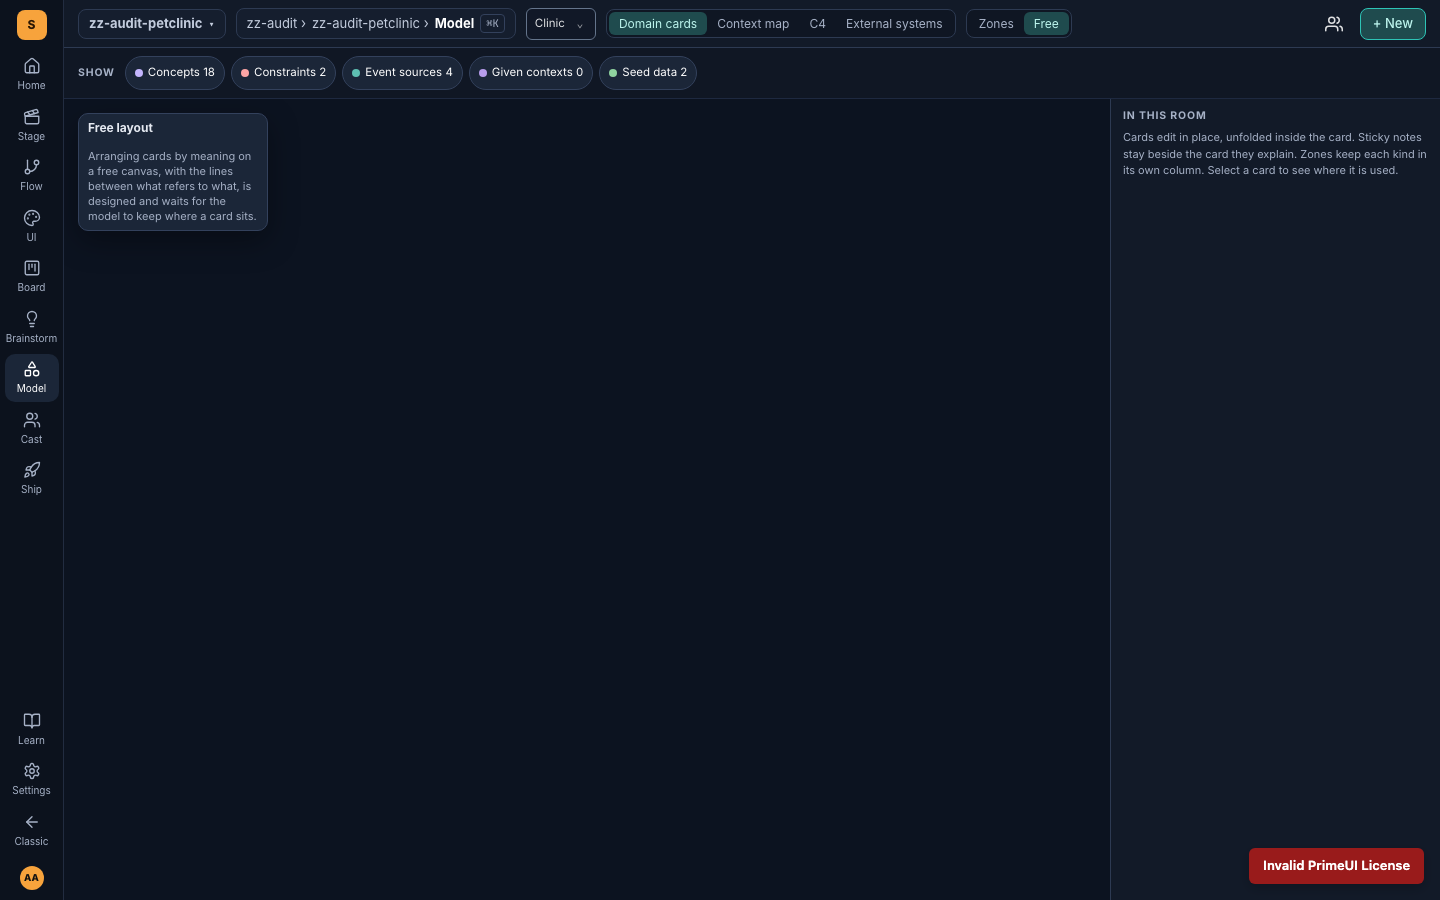 S
zz-audit-petclinic ▾
zz-audit › zz-audit-petclinic › Model ⌘K
Clinic
Domain cards
Context map
C4
External systems
Zones
Free
+ New
SHOW
Concepts 18
Constraints 2
Event sources 4
Given contexts 0
Seed data 2
Home
Stage
Flow
UI
Board
Brainstorm
Model
Cast
Ship
Learn
Settings
Classic
AA
Free layout
Arranging cards by meaning on
a free canvas, with the lines
between what refers to what, is
designed and waits for the
model to keep where a card sits.
IN THIS ROOM
Cards edit in place, unfolded inside the card. Sticky notes
stay beside the card they explain. Zones keep each kind in
its own column. Select a card to see where it is used.
Invalid PrimeUI License